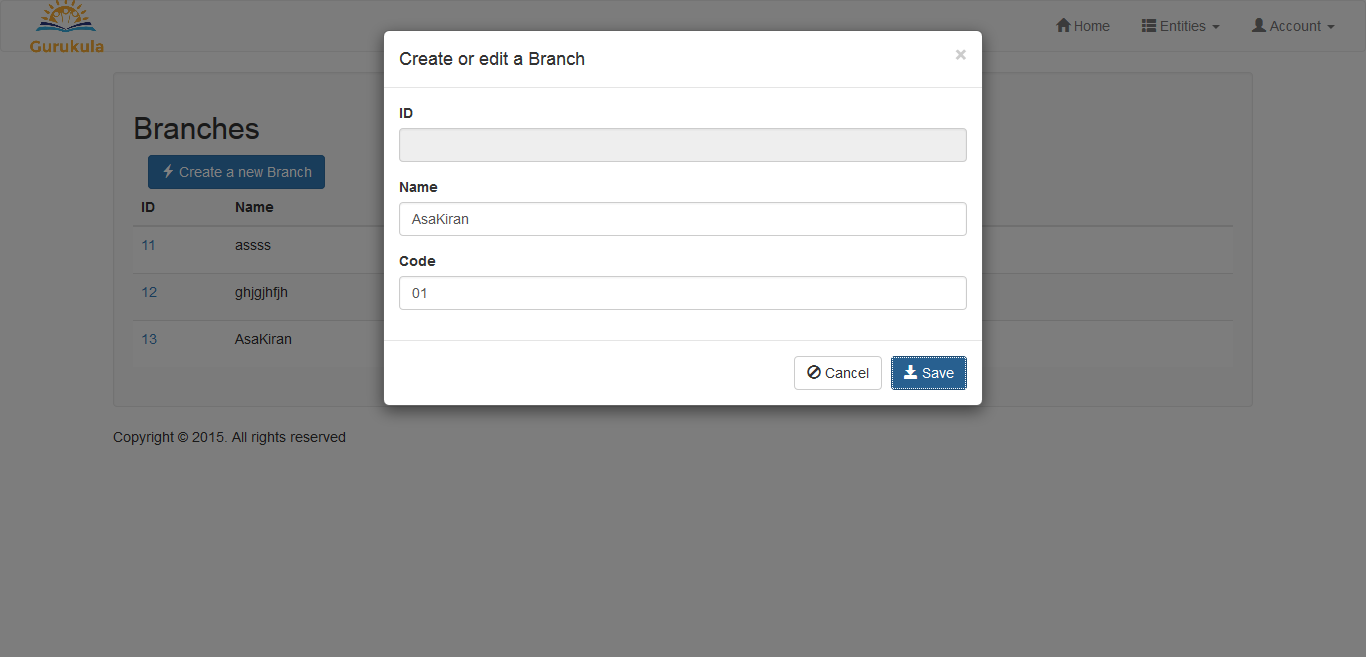 Gurukula
Home Entities Account
Create or edit a Branch ×
ID
Name
AsaKiran
Code
01
Cancel Save
Branches
Create a new Branch
ID Name
11 assss
12 ghjgjhfjh
13 AsaKiran
Copyright © 2015. All rights reserved